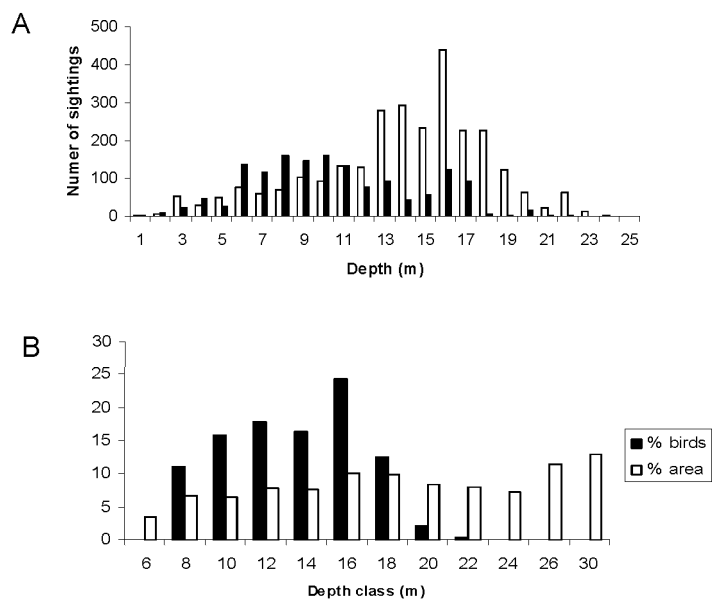 A
Numer of sightings
500
400
300
200
100
0
1 3 5 7 9 11 13 15 17 19 21 23 25
Depth (m)
B
30
25
20
15
10
5
0
6 8 10 12 14 16 18 20 22 24 26 30
Depth class (m)
% birds
% area